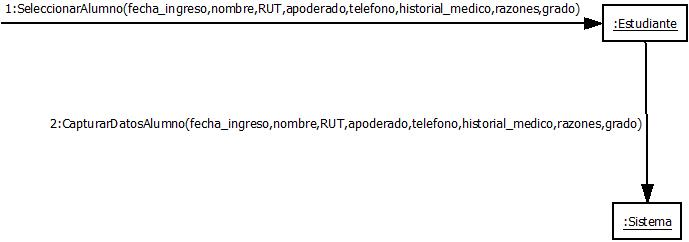 1:SeleccionarAlumno(fecha_ingreso,nombre,RUT,apoderado,telefono,historial_medico,razones,grado)
:Estudiante
2:CapturarDatosAlumno(fecha_ingreso,nombre,RUT,apoderado,telefono,historial_medico,razones,grado)
:Sistema